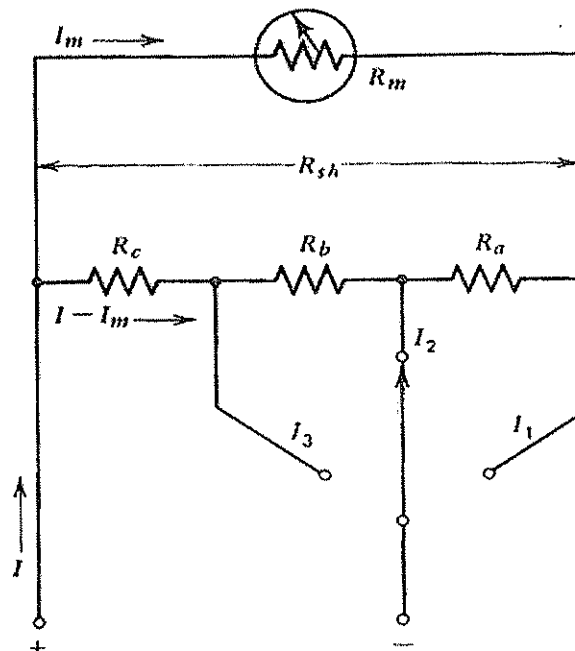 I_m
R_m
R_sh
R_c R_b R_a
I − I_m
I_2
I_3 I_1
I
+ −